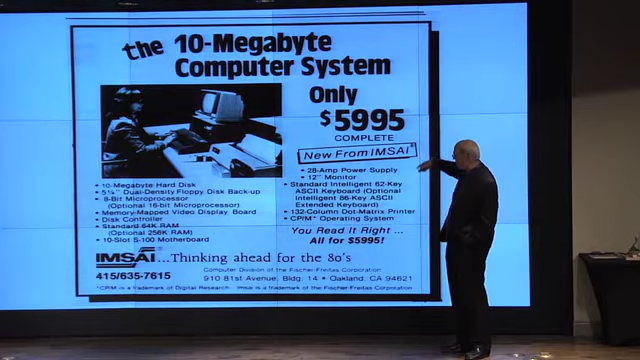 the 10-Megabyte
Computer System
Only
$5995
COMPLETE
New From IMSAI®
• 10-Megabyte Hard Disk
• 5¼" Dual-Density Floppy Disk Back-up
• 8-Bit Microprocessor
(Optional 16-bit Microprocessor)
• Memory-Mapped Video Display Board
• Disk Controller
• Standard 64K RAM
(Optional 256K RAM)
• 10-Slot S-100 Motherboard
• 28-Amp Power Supply
• 12" Monitor
• Standard Intelligent 62-Key
ASCII Keyboard (Optional
Intelligent 86-Key ASCII
Extended Keyboard)
• 132-Column Dot-Matrix Printer
• CP/M* Operating System
You Read It Right ...
All for $5995!
IMSAI® ...Thinking ahead for the 80's
415/635-7615
Computer Division of the Fischer-Freitas Corporation
910 81st Avenue, Bldg. 14 • Oakland, CA 94621
*CP/M is a trademark of Digital Research. Imsai is a trademark of the Fischer-Freitas Corporation